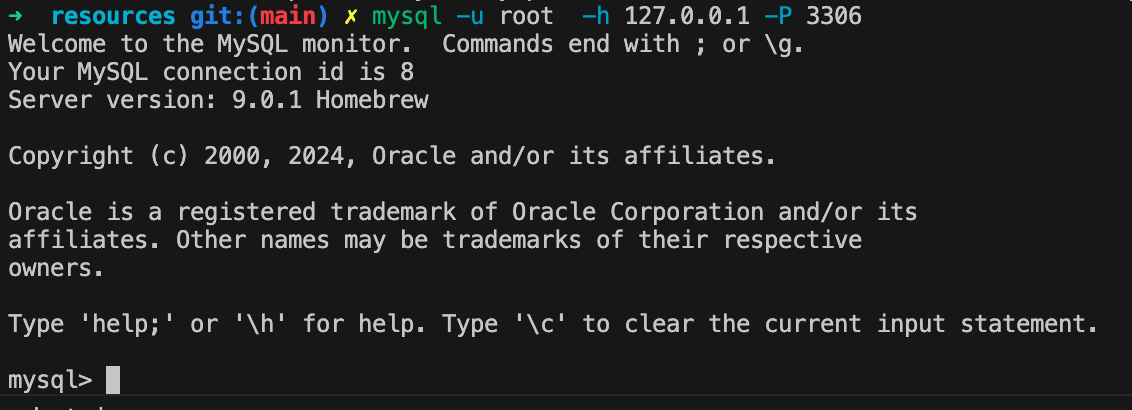 ➜ resources git:(main) ✗ mysql -u root -h 127.0.0.1 -P 3306
Welcome to the MySQL monitor. Commands end with ; or \g.
Your MySQL connection id is 8
Server version: 9.0.1 Homebrew
Copyright (c) 2000, 2024, Oracle and/or its affiliates.
Oracle is a registered trademark of Oracle Corporation and/or its
affiliates. Other names may be trademarks of their respective
owners.
Type 'help;' or '\h' for help. Type '\c' to clear the current input statement.
mysql>